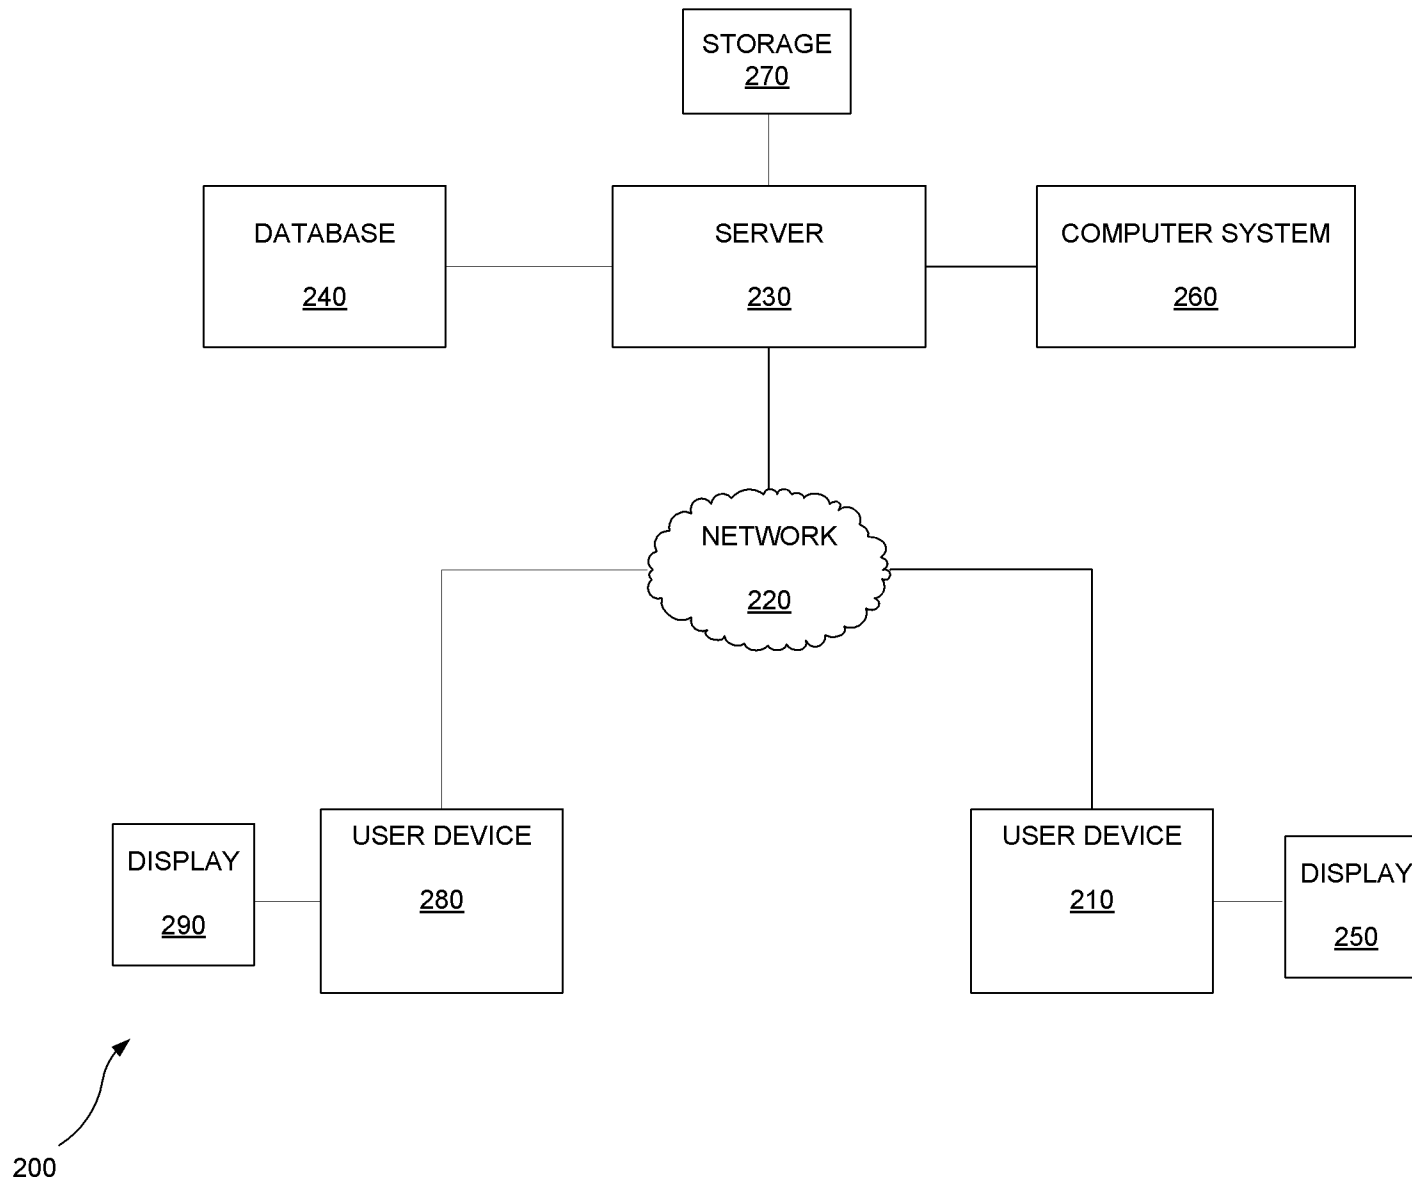 STORAGE
270
DATABASE
240
SERVER
230
COMPUTER SYSTEM
260
NETWORK
220
DISPLAY
290
USER DEVICE
280
USER DEVICE
210
DISPLAY
250
200